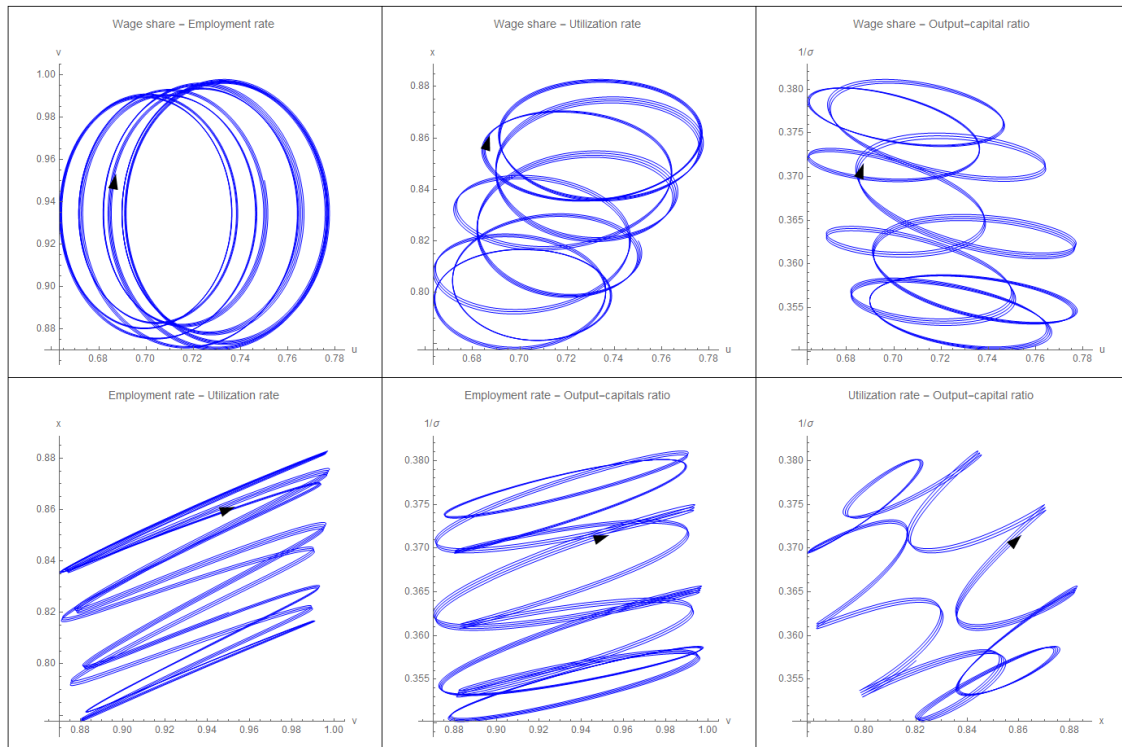 Wage share – Employment rate
v
1.00
0.98
0.96
0.94
0.92
0.90
0.88
0.68 0.70 0.72 0.74 0.76 0.78 u
Wage share – Utilization rate
x
0.88
0.86
0.84
0.82
0.80
0.68 0.70 0.72 0.74 0.76 0.78 u
Wage share – Output–capital ratio
1/σ
0.380
0.375
0.370
0.365
0.360
0.355
0.68 0.70 0.72 0.74 0.76 0.78 u
Employment rate – Utilization rate
x
0.88
0.86
0.84
0.82
0.80
0.88 0.90 0.92 0.94 0.96 0.98 1.00 v
Employment rate – Output–capitals ratio
1/σ
0.380
0.375
0.370
0.365
0.360
0.355
0.88 0.90 0.92 0.94 0.96 0.98 1.00 v
Utilization rate – Output–capital ratio
1/σ
0.380
0.375
0.370
0.365
0.360
0.355
0.80 0.82 0.84 0.86 0.88 x